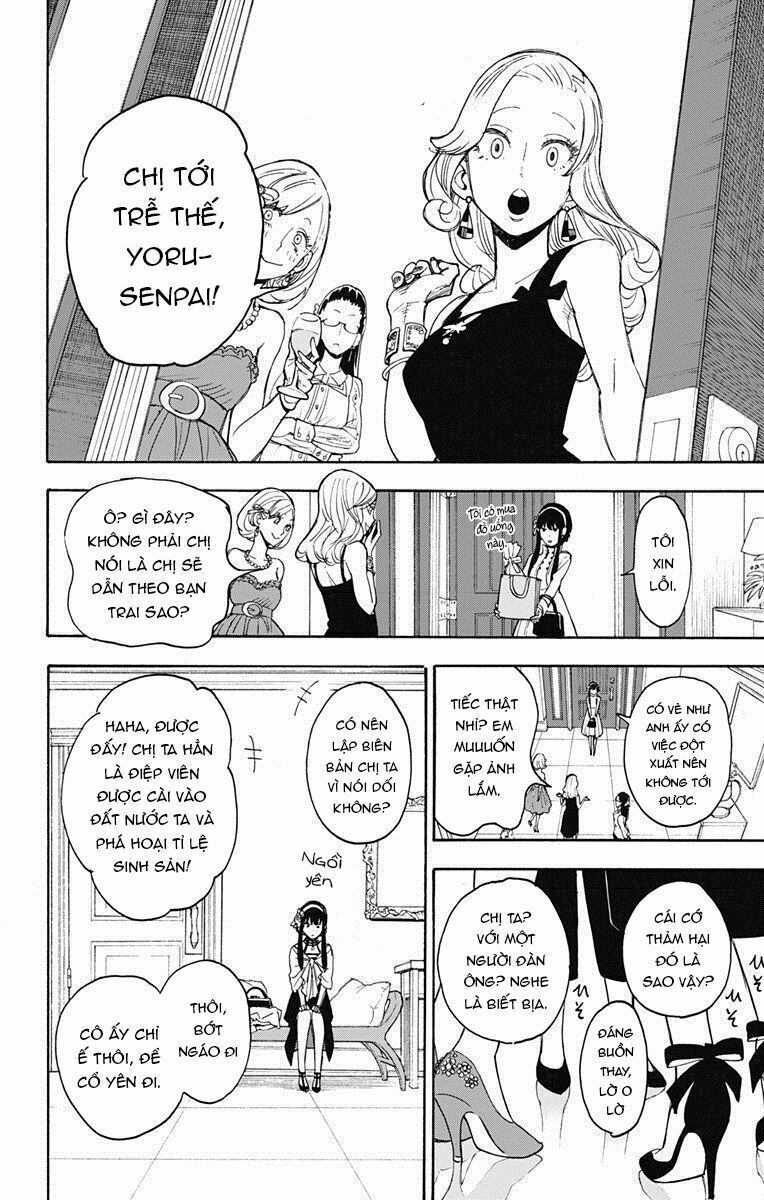 CHỊ TỚI
TRỄ THẾ,
YORU-
SENPAI!
TÔI
XIN
LỖI.
Tôi có mua
đồ uống
này.
Ô? GÌ ĐÂY?
KHÔNG PHẢI CHỊ
NÓI LÀ CHỊ SẼ
DẪN THEO BẠN
TRAI SAO?
CÓ VẺ NHƯ
ANH ẤY CÓ
VIỆC ĐỘT
XUẤT NÊN
KHÔNG TỚI
ĐƯỢC.
TIẾC THẬT
NHỈ? EM
MUUUỐN
GẶP ẢNH
LẮM.
CÁI CỚ
THẢM HẠI
ĐÓ LÀ
SAO VẬY?
CHỊ TA?
VỚI MỘT
NGƯỜI ĐÀN
ÔNG? NGHE
LÀ BIẾT BỊA.
ĐÁNG
BUỒN
THAY,
LỜ O
LỜ
CÓ NÊN
LẬP BIÊN
BẢN CHỊ TA
VÌ NÓI DỐI
KHÔNG?
HAHA, ĐƯỢC
ĐẤY! CHỊ TA HẲN
LÀ ĐIỆP VIÊN
ĐƯỢC CÀI VÀO
ĐẤT NƯỚC TA VÀ
PHÁ HOẠI TỈ LỆ
SINH SẢN!
Ngồi
yên
THÔI,
BỚT
NGÁO ĐI
CÔ ẤY CHỈ
Ế THÔI, ĐỂ
CỔ YÊN ĐI.